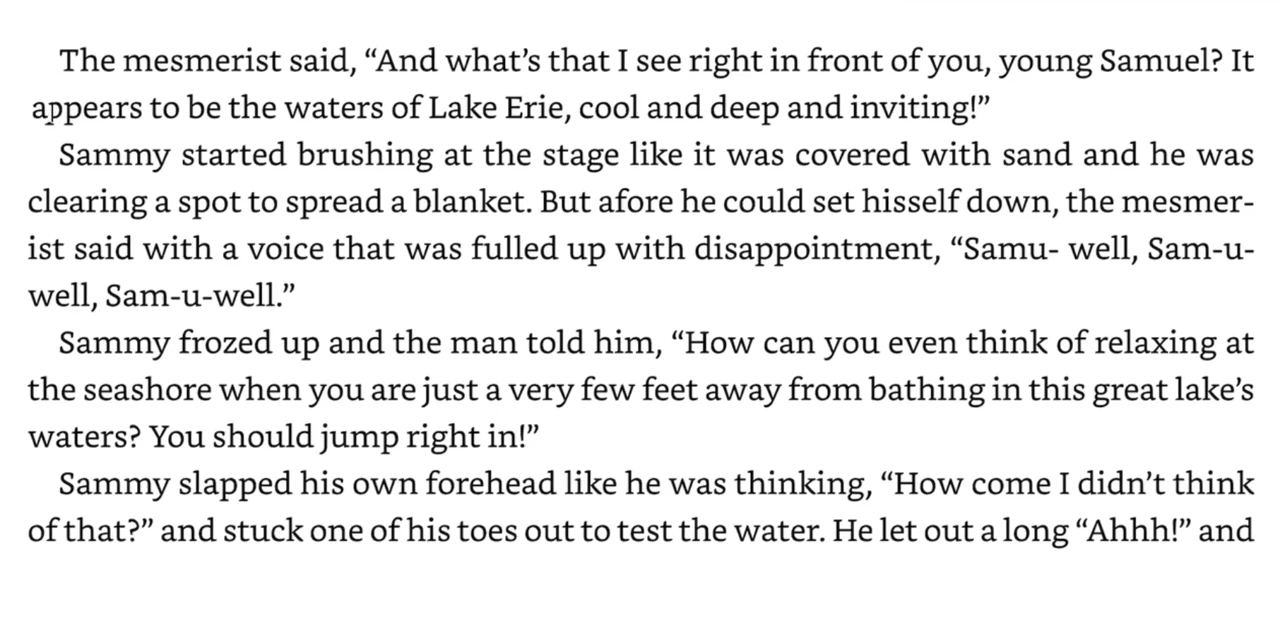 The mesmerist said, “And what’s that I see right in front of you, young Samuel? It
appears to be the waters of Lake Erie, cool and deep and inviting!”
Sammy started brushing at the stage like it was covered with sand and he was
clearing a spot to spread a blanket. But afore he could set hisself down, the mesmer-
ist said with a voice that was fulled up with disappointment, “Samu- well, Sam-u-
well, Sam-u-well.”
Sammy frozed up and the man told him, “How can you even think of relaxing at
the seashore when you are just a very few feet away from bathing in this great lake’s
waters? You should jump right in!”
Sammy slapped his own forehead like he was thinking, “How come I didn’t think
of that?” and stuck one of his toes out to test the water. He let out a long “Ahhh!” and